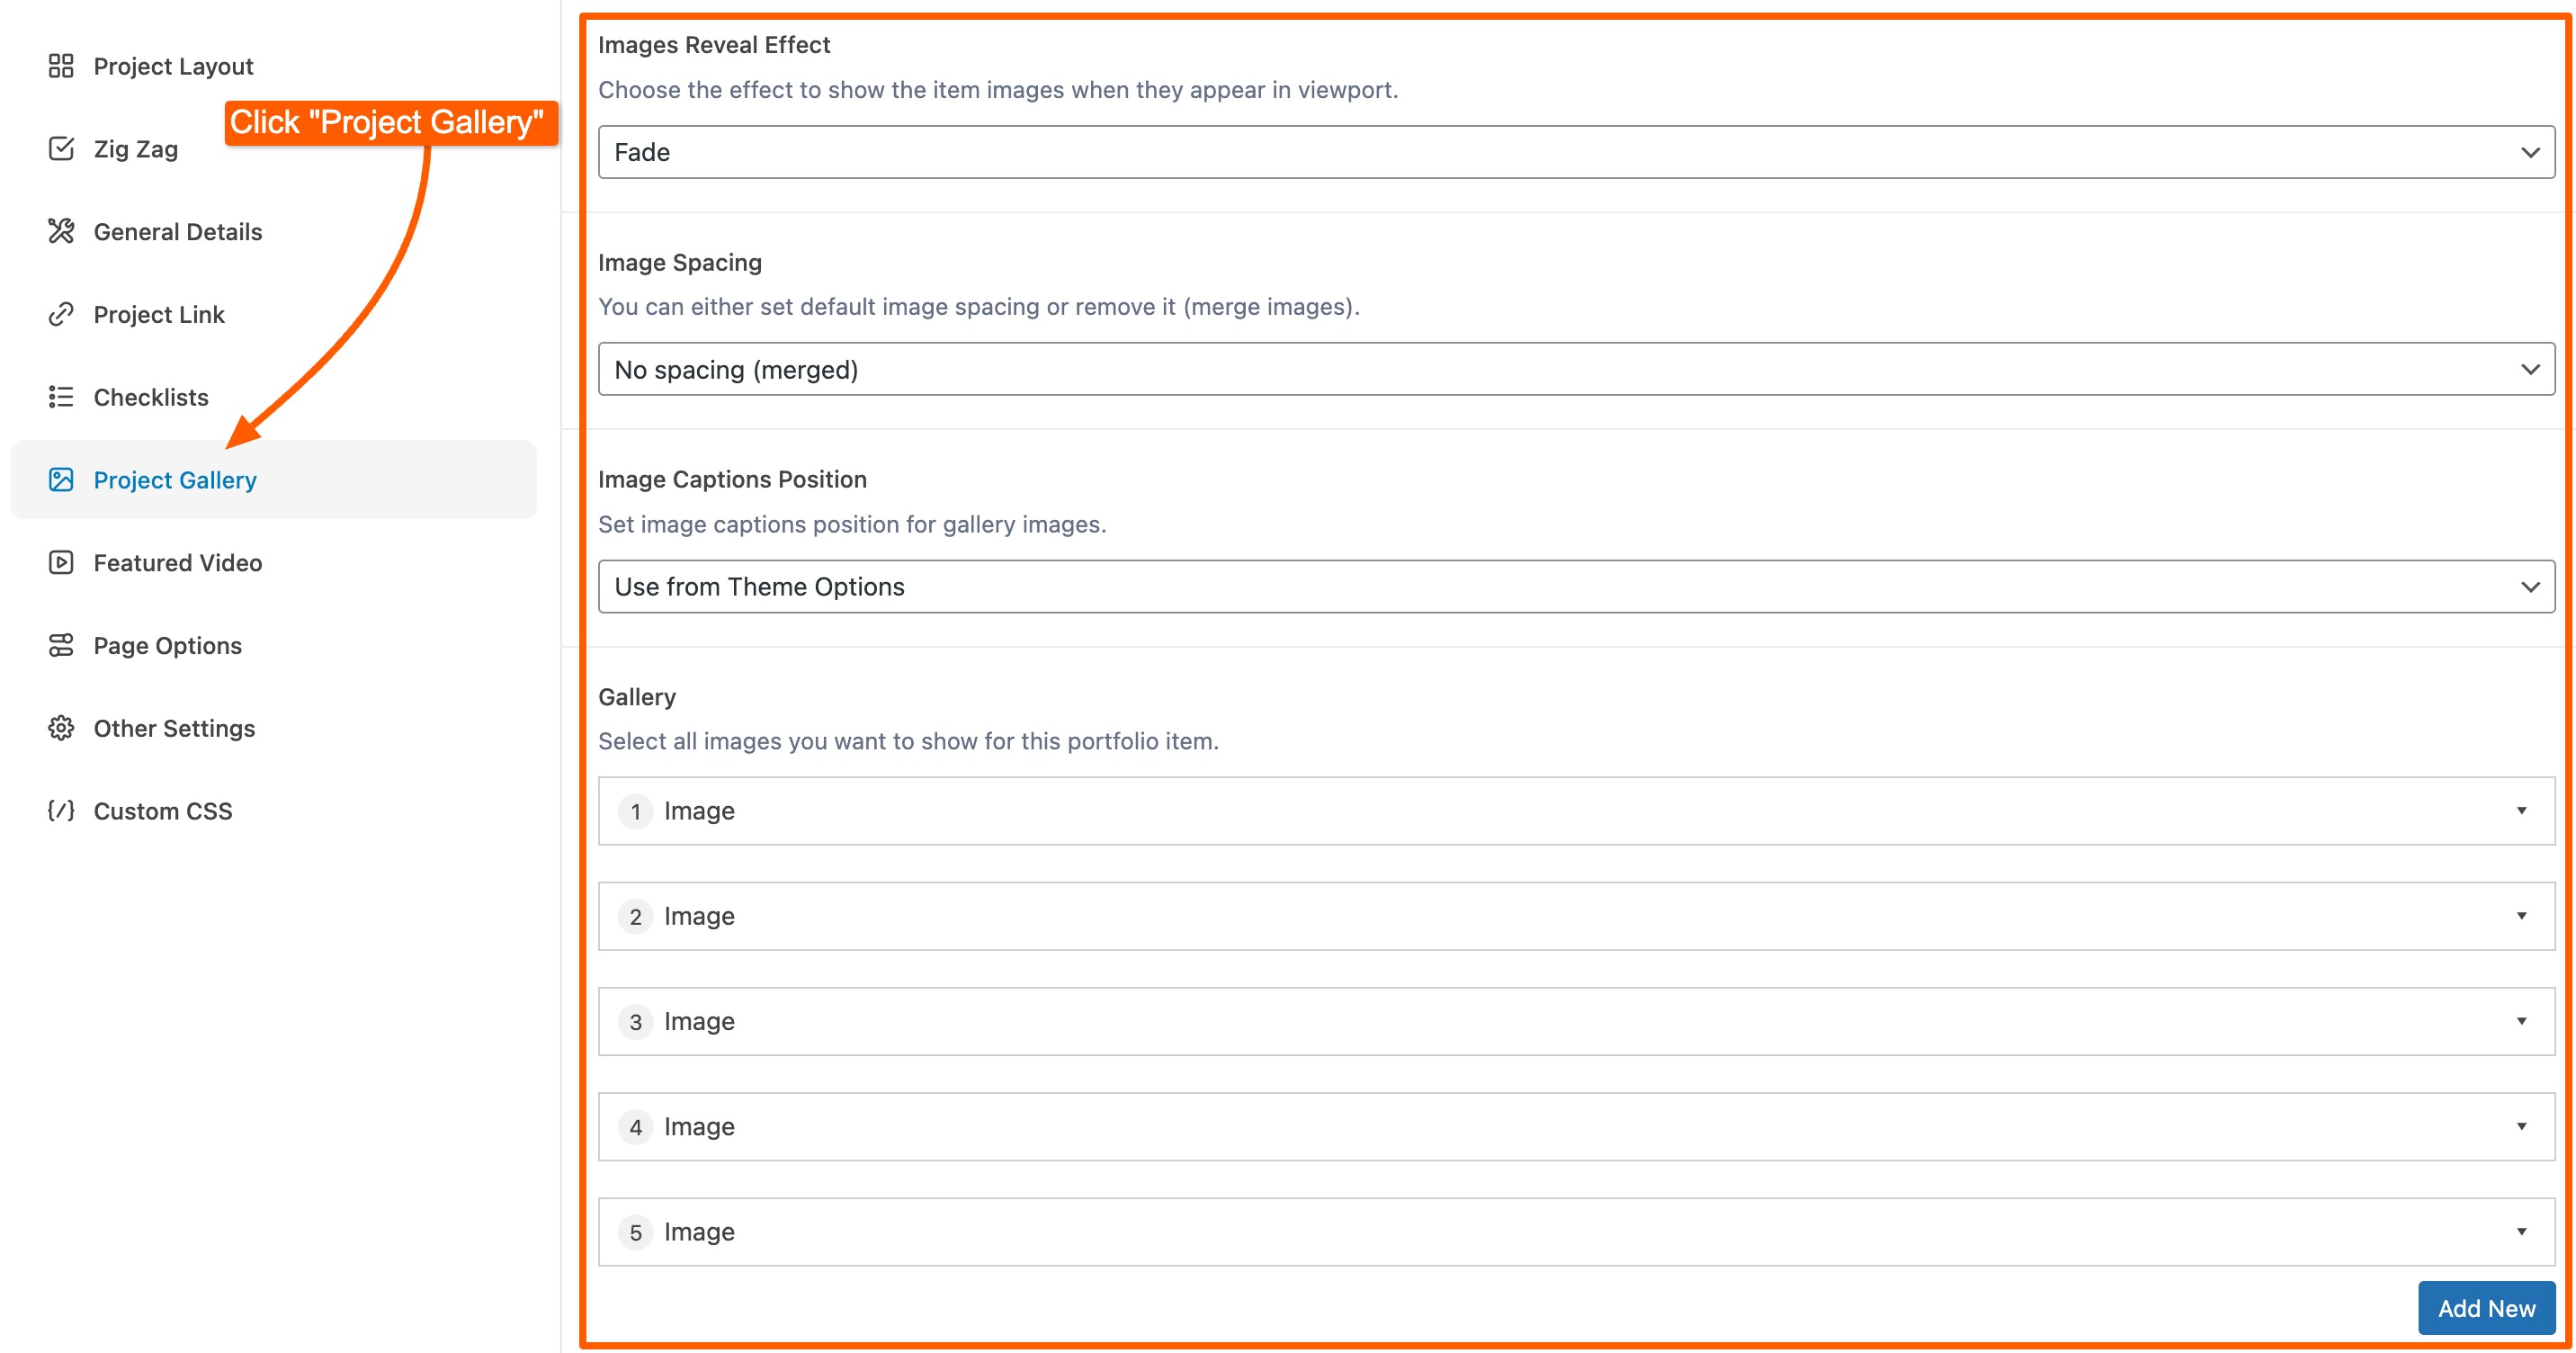 Project Layout
Click "Project Gallery"
Zig Zag
General Details
Project Link
Checklists
Project Gallery
Featured Video
Page Options
Other Settings
Custom CSS
Images Reveal Effect
Choose the effect to show the item images when they appear in viewport.
Fade
Image Spacing
You can either set default image spacing or remove it (merge images).
No spacing (merged)
Image Captions Position
Set image captions position for gallery images.
Use from Theme Options
Gallery
Select all images you want to show for this portfolio item.
1 Image
2 Image
3 Image
4 Image
5 Image
Add New